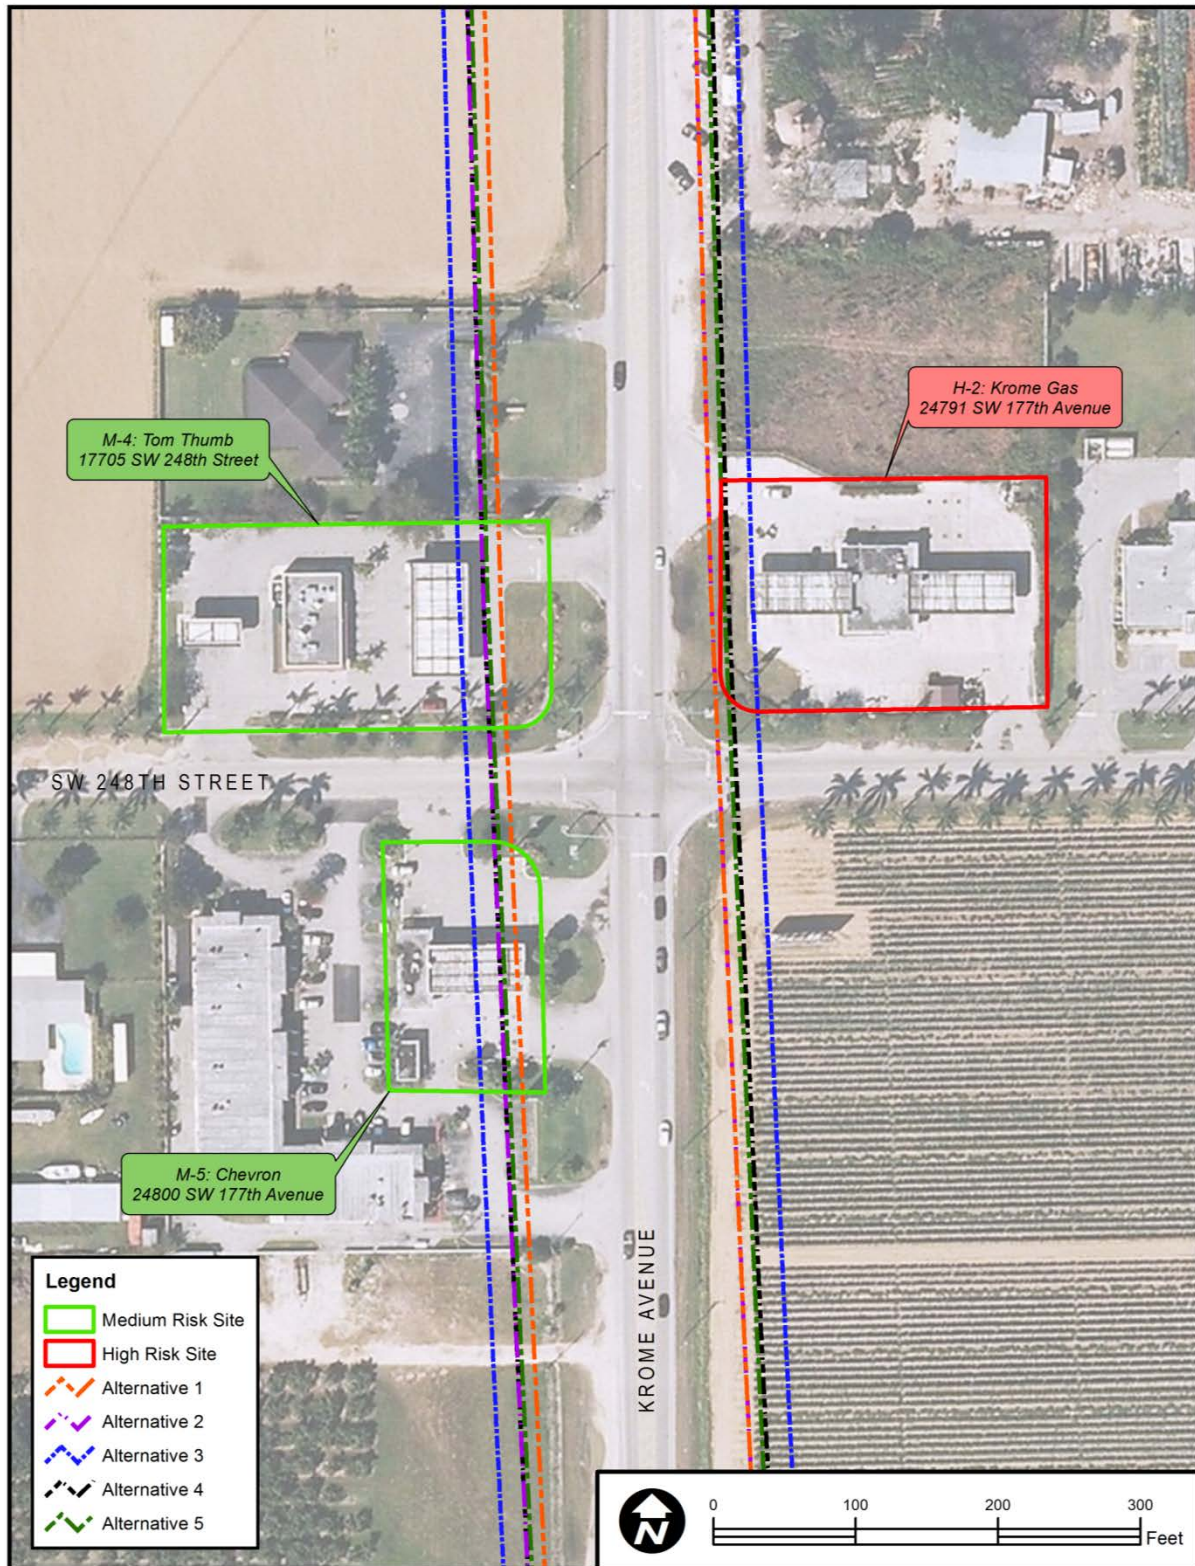 H-2: Krome Gas
24791 SW 177th Avenue
M-4: Tom Thumb
17705 SW 248th Street
SW 248TH STREET
M-5: Chevron
24800 SW 177th Avenue
KROME AVENUE
Legend
Medium Risk Site
High Risk Site
Alternative 1
Alternative 2
Alternative 3
Alternative 4
Alternative 5
N
0 100 200 300
Feet